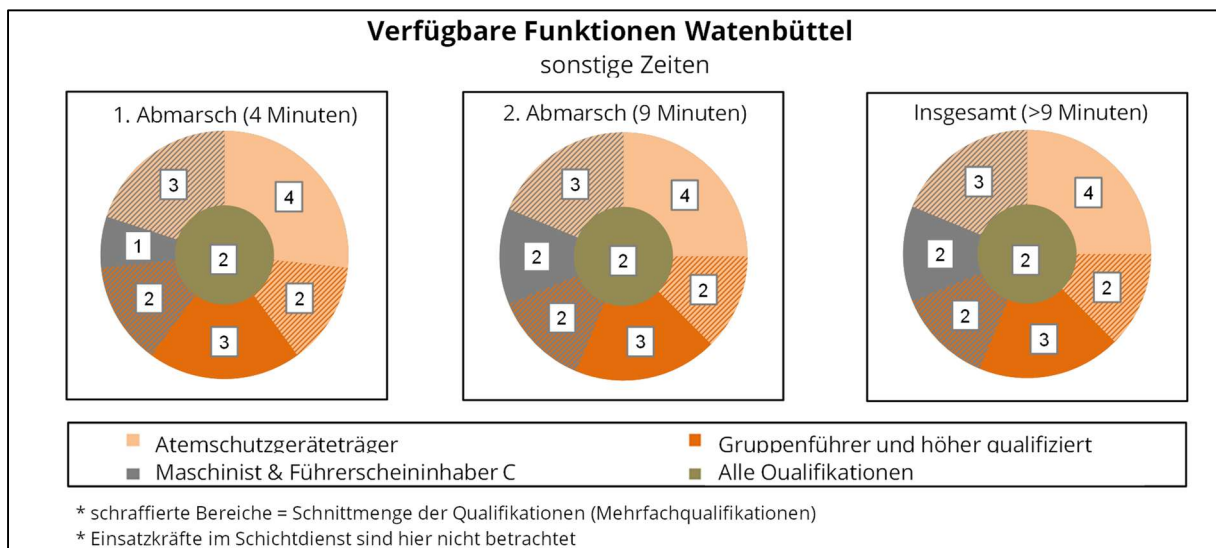 Verfügbare Funktionen Watenbüttel
sonstige Zeiten
1. Abmarsch (4 Minuten)
3
4
1
2
2
2
3
2. Abmarsch (9 Minuten)
3
4
2
2
2
2
3
Insgesamt (>9 Minuten)
3
4
2
2
2
2
3
Atemschutzgeräteträger
Gruppenführer und höher qualifiziert
Maschinist & Führerscheininhaber C
Alle Qualifikationen
* schraffierte Bereiche = Schnittmenge der Qualifikationen (Mehrfachqualifikationen)
* Einsatzkräfte im Schichtdienst sind hier nicht betrachtet